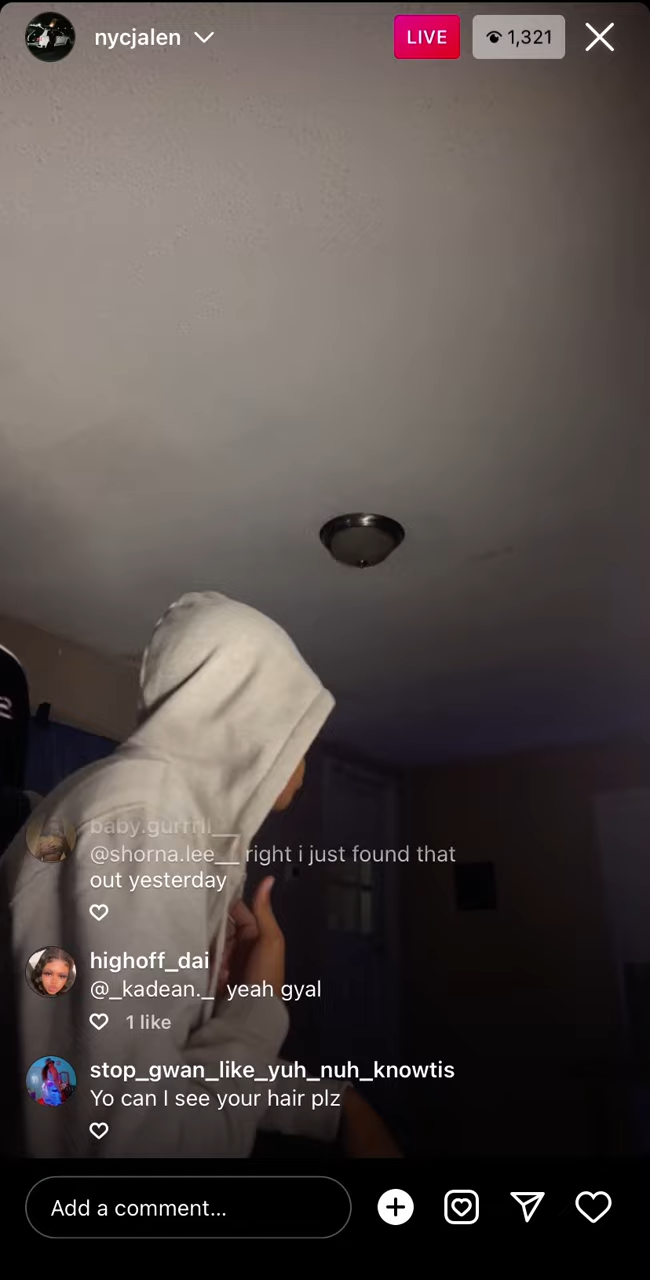 nycjalen
LIVE
1,321
baby.gurrril__
@shorna.lee__ right i just found that
out yesterday
highoff_dai
@_kadean._ yeah gyal
1 like
stop_gwan_like_yuh_nuh_knowtis
Yo can I see your hair plz
Add a comment...